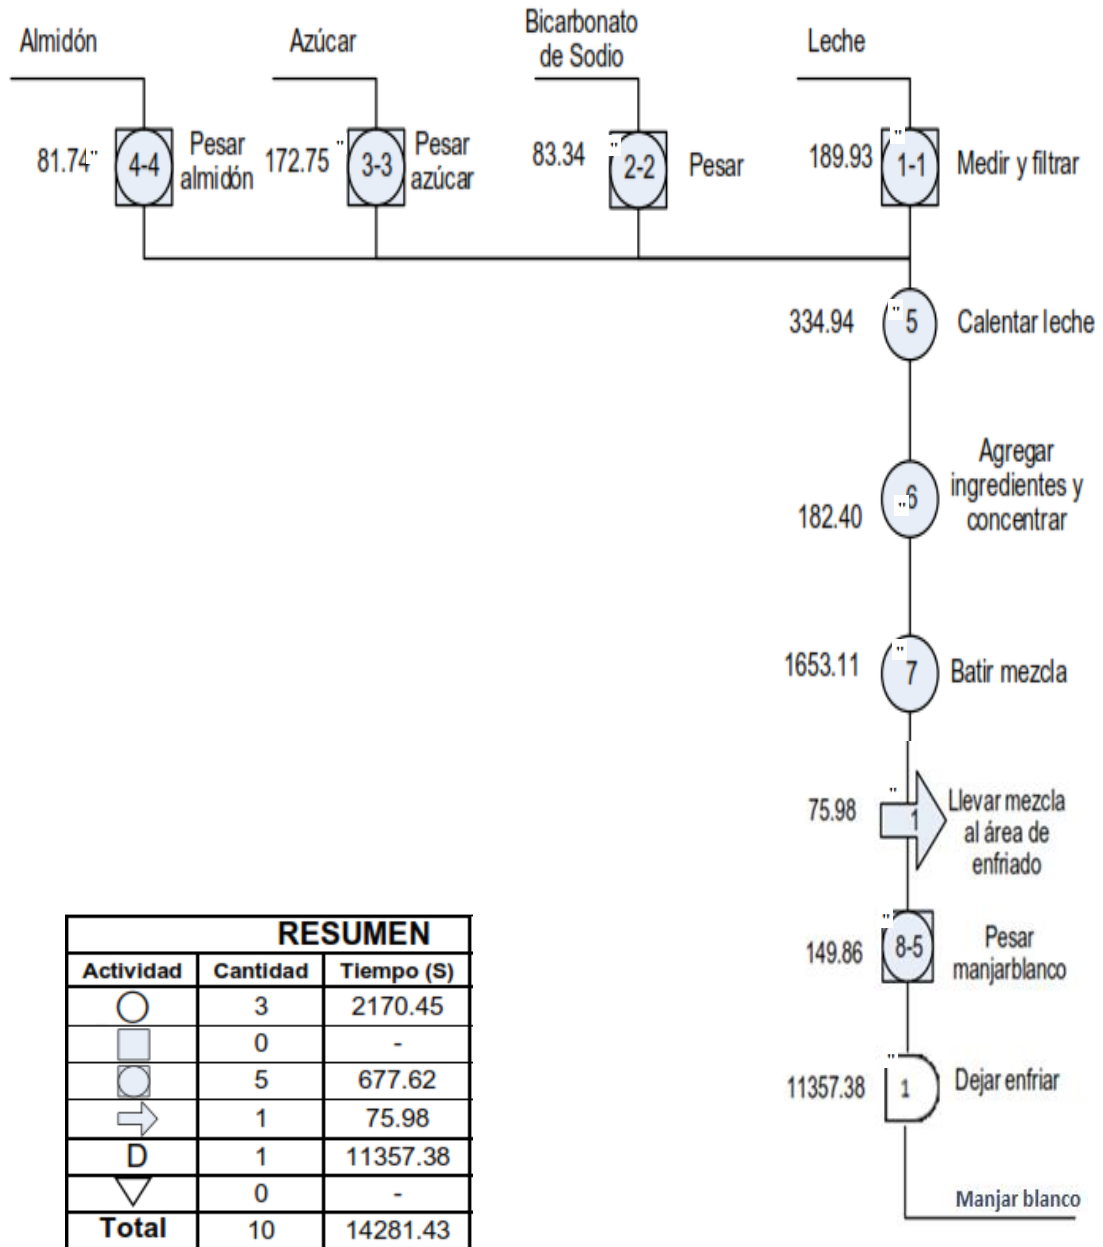 Almidón
Azúcar
Bicarbonato
de Sodio
Leche
81.74"
4-4
Pesar
almidón
172.75"
3-3
Pesar
azúcar
83.34"
2-2
Pesar
189.93"
1-1
Medir y filtrar
334.94"
5
Calentar leche
182.40"
6
Agregar
ingredientes y
concentrar
1653.11"
7
Batir mezcla
75.98"
1
Llevar mezcla
al área de
enfriado
149.86"
8-5
Pesar
manjarblanco
11357.38"
1
Dejar enfriar
Manjar blanco
RESUMEN
Actividad Cantidad Tiempo (S)
3 2170.45
0 -
5 677.62
1 75.98
D 1 11357.38
0 -
Total 10 14281.43